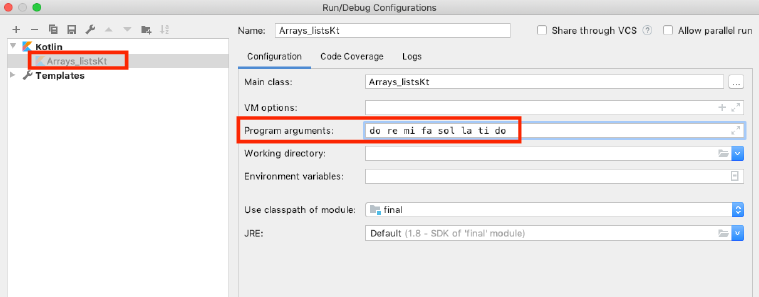 Run/Debug Configurations
Name: Arrays_listsKt Share through VCS ? Allow parallel run
Kotlin
Arrays_listsKt
Templates
Configuration Code Coverage Logs
Main class: Arrays_listsKt ...
VM options:
Program arguments: do re mi fa sol la ti do
Working directory:
Environment variables:
Use classpath of module: final
JRE: Default (1.8 - SDK of 'final' module)